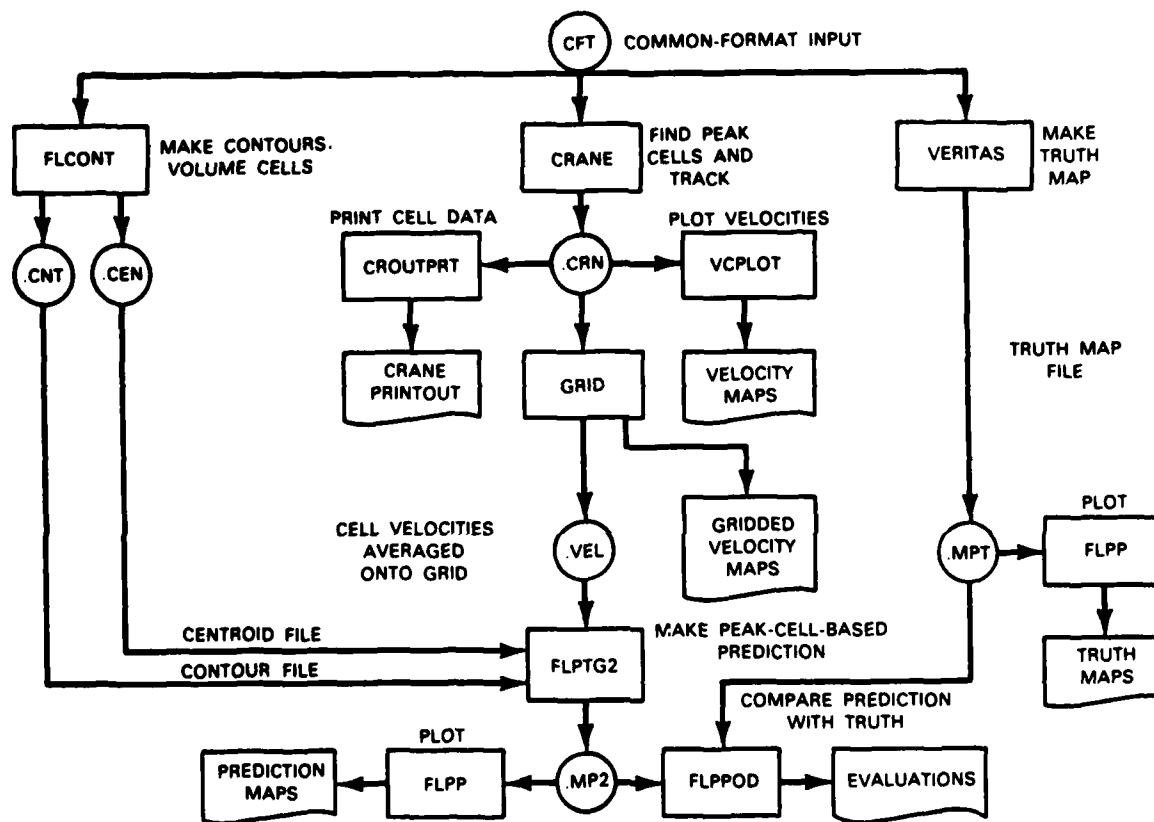 CFT
COMMON-FORMAT INPUT
FLCONT
MAKE CONTOURS.
VOLUME CELLS
CRANE
FIND PEAK
CELLS AND
TRACK
VERITAS
MAKE
TRUTH
MAP
.CNT
.CEN
PRINT CELL DATA
CROUTPRT
.CRN
PLOT VELOCITIES
VCPLOT
CRANE
PRINTOUT
GRID
VELOCITY
MAPS
TRUTH MAP
FILE
CELL VELOCITIES
AVERAGED
ONTO GRID
.VEL
GRIDDED
VELOCITY
MAPS
.MPT
PLOT
FLPP
TRUTH
MAPS
CENTROID FILE
CONTOUR FILE
FLPTG2
MAKE PEAK-CELL-BASED
PREDICTION
COMPARE PREDICTION
WITH TRUTH
PREDICTION
MAPS
PLOT
FLPP
.MP2
FLPPOD
EVALUATIONS